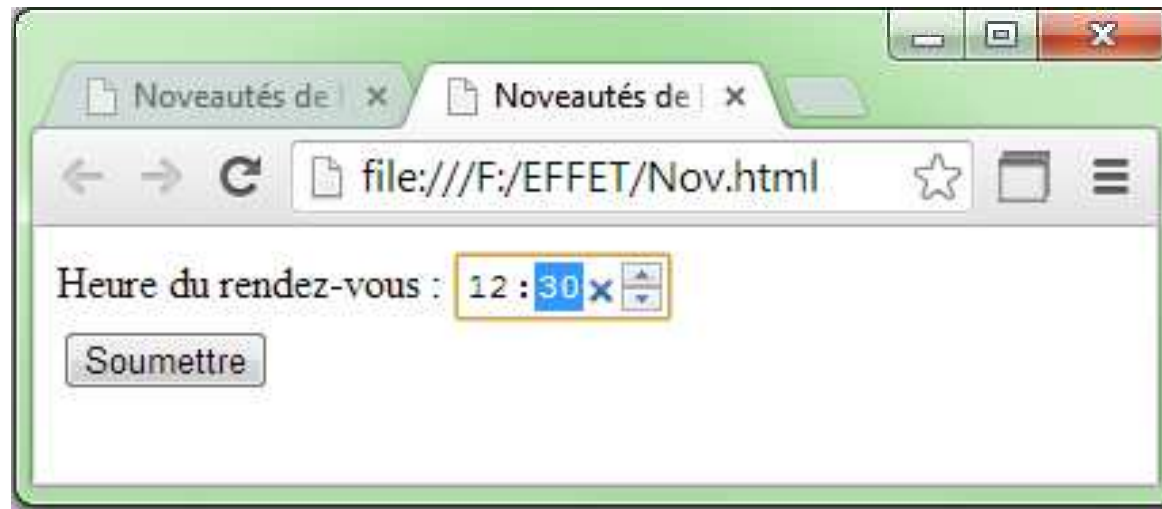 Noveautés de
Noveautés de
file:///F:/EFFET/Nov.html
Heure du rendez-vous : 12:30
Soumettre